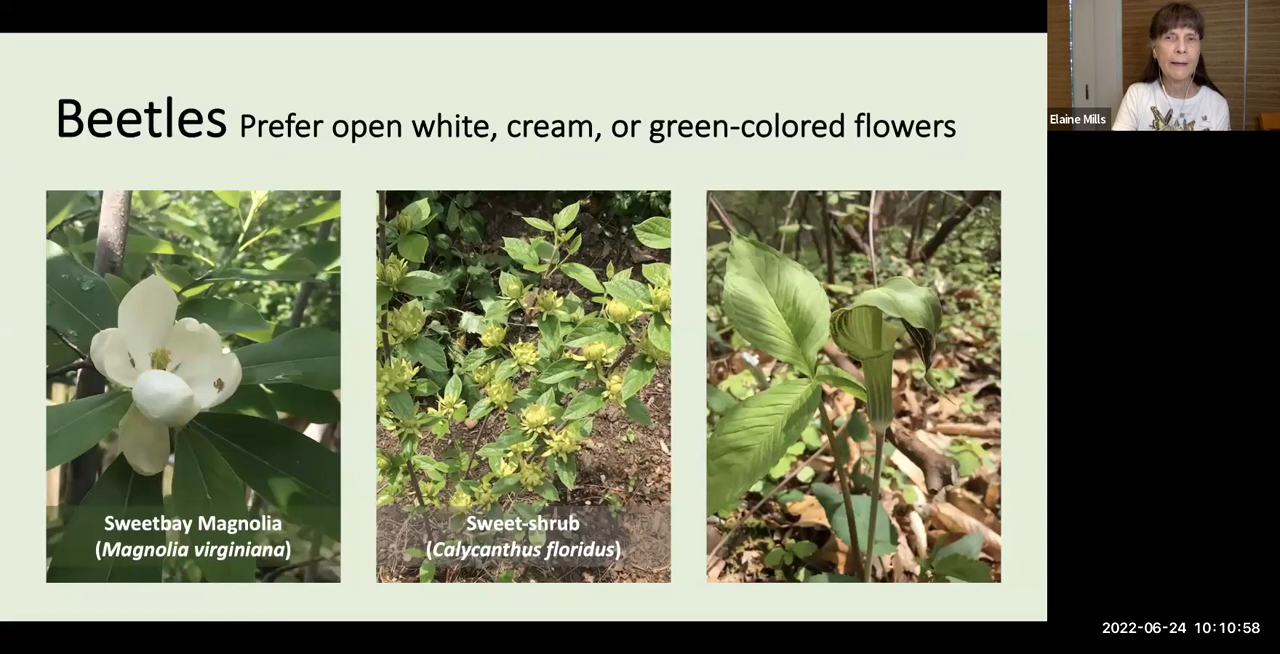 Beetles Prefer open white, cream, or green-colored flowers
Elaine Mills
Sweetbay Magnolia
(Magnolia virginiana)
Sweet-shrub
(Calycanthus floridus)
2022-06-24 10:10:58